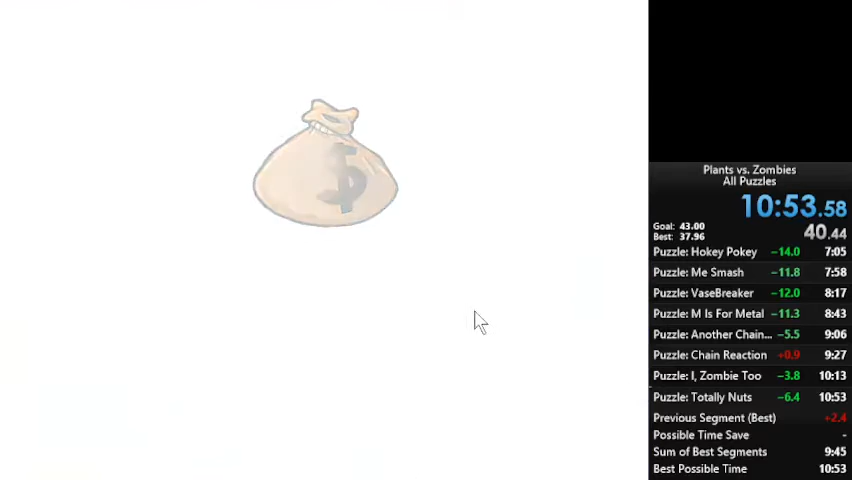 $
Plants vs. Zombies
All Puzzles
10:53.58
Goal: 43.00
Best: 37.96
40.44
Puzzle: Hokey Pokey −14.0 7:05
Puzzle: Me Smash −11.8 7:58
Puzzle: VaseBreaker −12.0 8:17
Puzzle: M Is For Metal −11.3 8:43
Puzzle: Another Chain... −5.5 9:06
Puzzle: Chain Reaction +0.9 9:27
Puzzle: I, Zombie Too −3.8 10:13
Puzzle: Totally Nuts −6.4 10:53
Previous Segment (Best) +2.4
Possible Time Save -
Sum of Best Segments 9:45
Best Possible Time 10:53